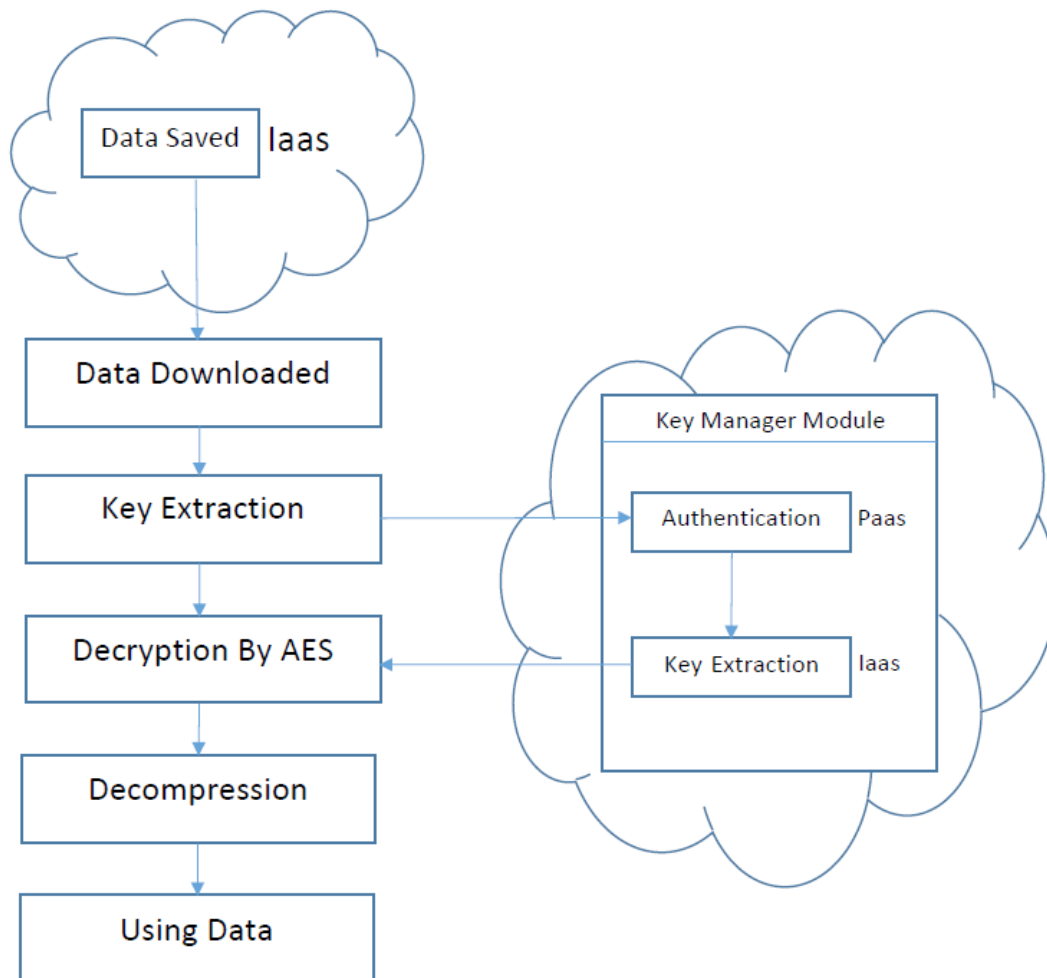 Data Saved
Iaas
Data Downloaded
Key Extraction
Decryption By AES
Decompression
Using Data
Key Manager Module
Authentication
Paas
Key Extraction
Iaas